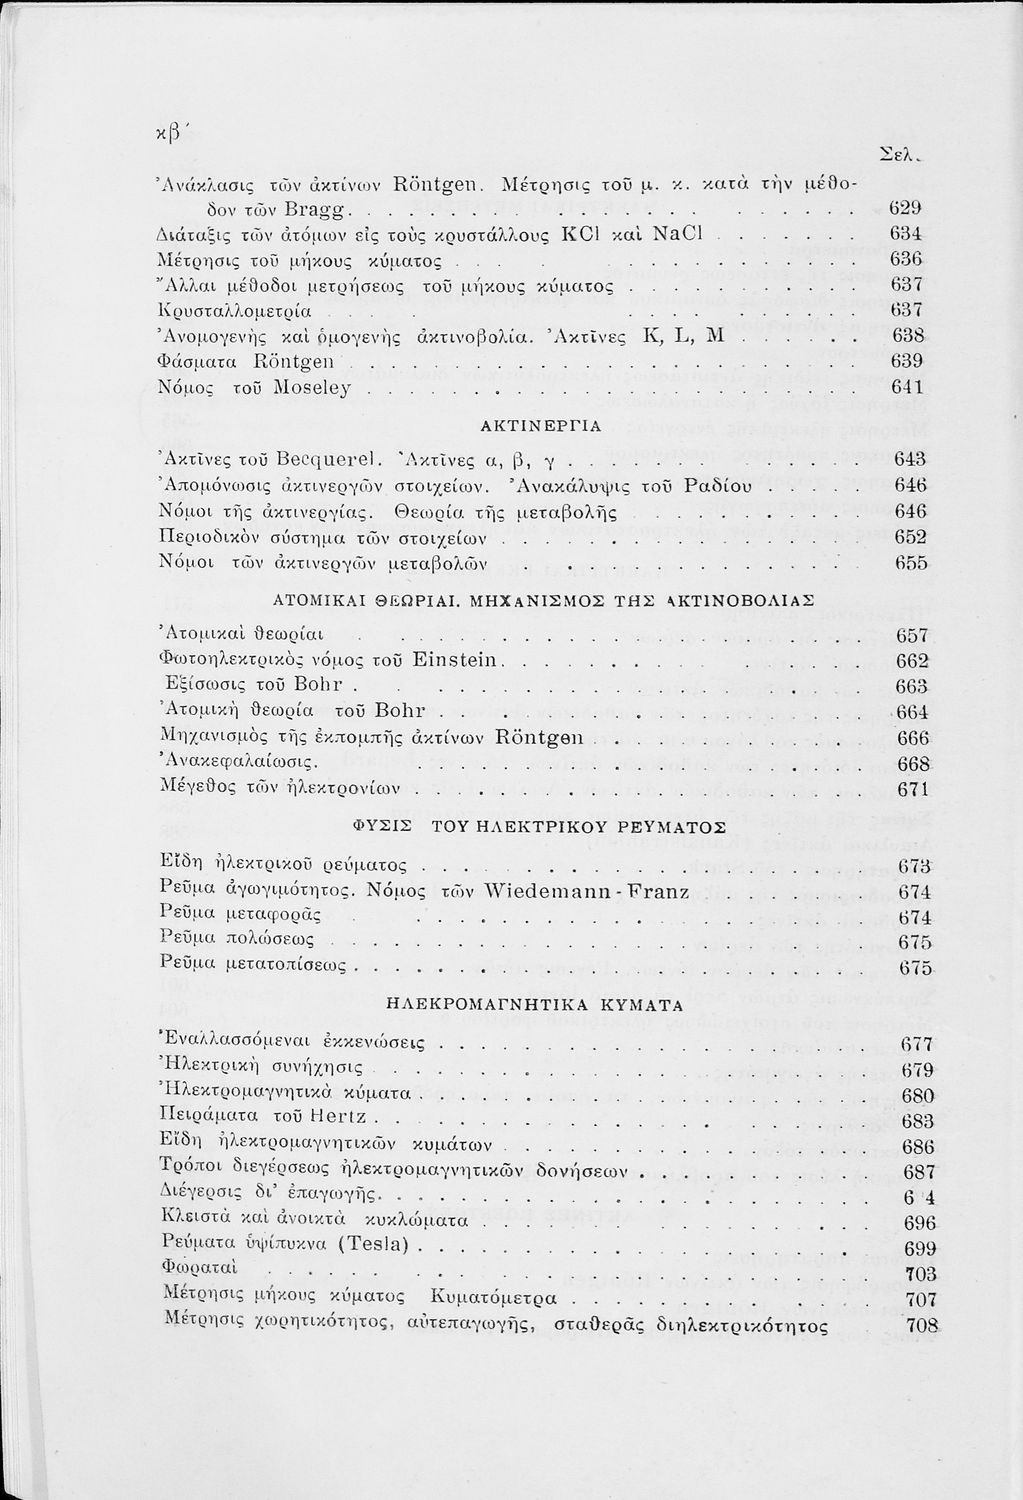 κβ´
Σελ.
Ἀνάκλασις τῶν ἀκτίνων Röntgen. Μέτρησις τοῦ μ. κ. κατὰ τὴν μέθο-
δον τῶν Bragg. . . . . . . . . . . . . . . . . . . . . 629
Διάταξις τῶν ἀτόμων εἰς τοὺς κρυστάλλους KCl καὶ NaCl . . . . . . 634
Μέτρησις τοῦ μήκους κύματος . . . . . . . . . . . . . . . . 636
Ἄλλαι μέθοδοι μετρήσεως τοῦ μήκους κύματος . . . . . . . . . . 637
Κρυσταλλομετρία . . . . . . . . . . . . . . 637
Ἀνομογενὴς καὶ ὁμογενὴς ἀκτινοβολία. Ἀκτῖνες K, L, M . . . . . . 638
Φάσματα Röntgen . . . . . . . . . . . . . . . . . . . . 639
Νόμος τοῦ Moseley . . . . . . . . . . . . . . . . . . . . 641
ΑΚΤΙΝΕΡΓΙΑ
Ἀκτῖνες τοῦ Becquerel. Ἀκτῖνες α, β, γ . . . . . . . . . . . . 643
Ἀπομόνωσις ἀκτινεργῶν στοιχείων. Ἀνακάλυψις τοῦ Ραδίου . . . . . 646
Νόμοι τῆς ἀκτινεργίας. Θεωρία τῆς μεταβολῆς . . . . . . . . . 646
Περιοδικὸν σύστημα τῶν στοιχείων . . . . . . . . . . . . . . 652
Νόμοι τῶν ἀκτινεργῶν μεταβολῶν . . . . . . . . . . . . . 655
ΑΤΟΜΙΚΑΙ ΘΕΩΡΙΑΙ. ΜΗΧΑΝΙΣΜΟΣ ΤΗΣ ΑΚΤΙΝΟΒΟΛΙΑΣ
Ἀτομικαὶ θεωρίαι . . . . . . . . . . . . . . . . . . . 657
Φωτοηλεκτρικὸς νόμος τοῦ Einstein. . . . . . . . . . . . . . 662
Ἐξίσωσις τοῦ Bohr . . . . . . . . . . . . . . . . . . . 663
Ἀτομικὴ θεωρία τοῦ Bohr . . . . . . . . . . . . . . . . . 664
Μηχανισμὸς τῆς ἐκπομπῆς ἀκτίνων Röntgen . . . . . . . . . . 666
Ἀνακεφαλαίωσις. . . . . . . . . . . . . . . . . . . 668
Μέγεθος τῶν ἠλεκτρονίων . . . . . . . . . . . . . . . . . 671
ΦΥΣΙΣ ΤΟΥ ΗΛΕΚΤΡΙΚΟΥ ΡΕΥΜΑΤΟΣ
Εἴδη ἠλεκτρικοῦ ρεύματος . . . . . . . . . . . . . . . . . 673
Ρεῦμα ἀγωγιμότητος. Νόμος τῶν Wiedemann - Franz . . . . . . 674
Ρεῦμα μεταφορᾶς . . . . . . . . . . . . . . . . . . 674
Ρεῦμα πολώσεως . . . . . . . . . . . . . . . . . . . . 675
Ρεῦμα μετατοπίσεως . . . . . . . . . . . . . . . . . . . 675
ΗΛΕΚΡΟΜΑΓΝΗΤΙΚΑ ΚΥΜΑΤΑ
Ἐναλλασσόμεναι ἐκκενώσεις . . . . . . . . . . . . . . . . 677
Ἠλεκτρικὴ συνήχησις . . . . . . . . . . . . . . . . . . 679
Ἠλεκτρομαγνητικὰ κύματα . . . . . . . . . . . . . . . . . 680
Πειράματα τοῦ Hertz . . . . . . . . . . . . . . . . . . . 683
Εἴδη ἠλεκτρομαγνητικῶν κυμάτων . . . . . . . . . . . . . . 686
Τρόποι διεγέρσεως ἠλεκτρομαγνητικῶν δονήσεων . . . . . . . . . 687
Διέγερσις δι᾿ ἐπαγωγῆς. . . . . . . . . . . . . . . . . . 6 4
Κλειστὰ καὶ ἀνοικτὰ κυκλώματα . . . . . . . . . . . . . . . 696
Ρεύματα ὑψίπυκνα (Tesla) . . . . . . . . . . . . . . . . . 699
Φωραταὶ . . . . . . . . . . . . . . . . . . . . . 703
Μέτρησις μήκους κύματος Κυματόμετρα . . . . . . . . . . . 707
Μέτρησις χωρητικότητος, αὐτεπαγωγῆς, σταθερᾶς διηλεκτρικότητος . 708